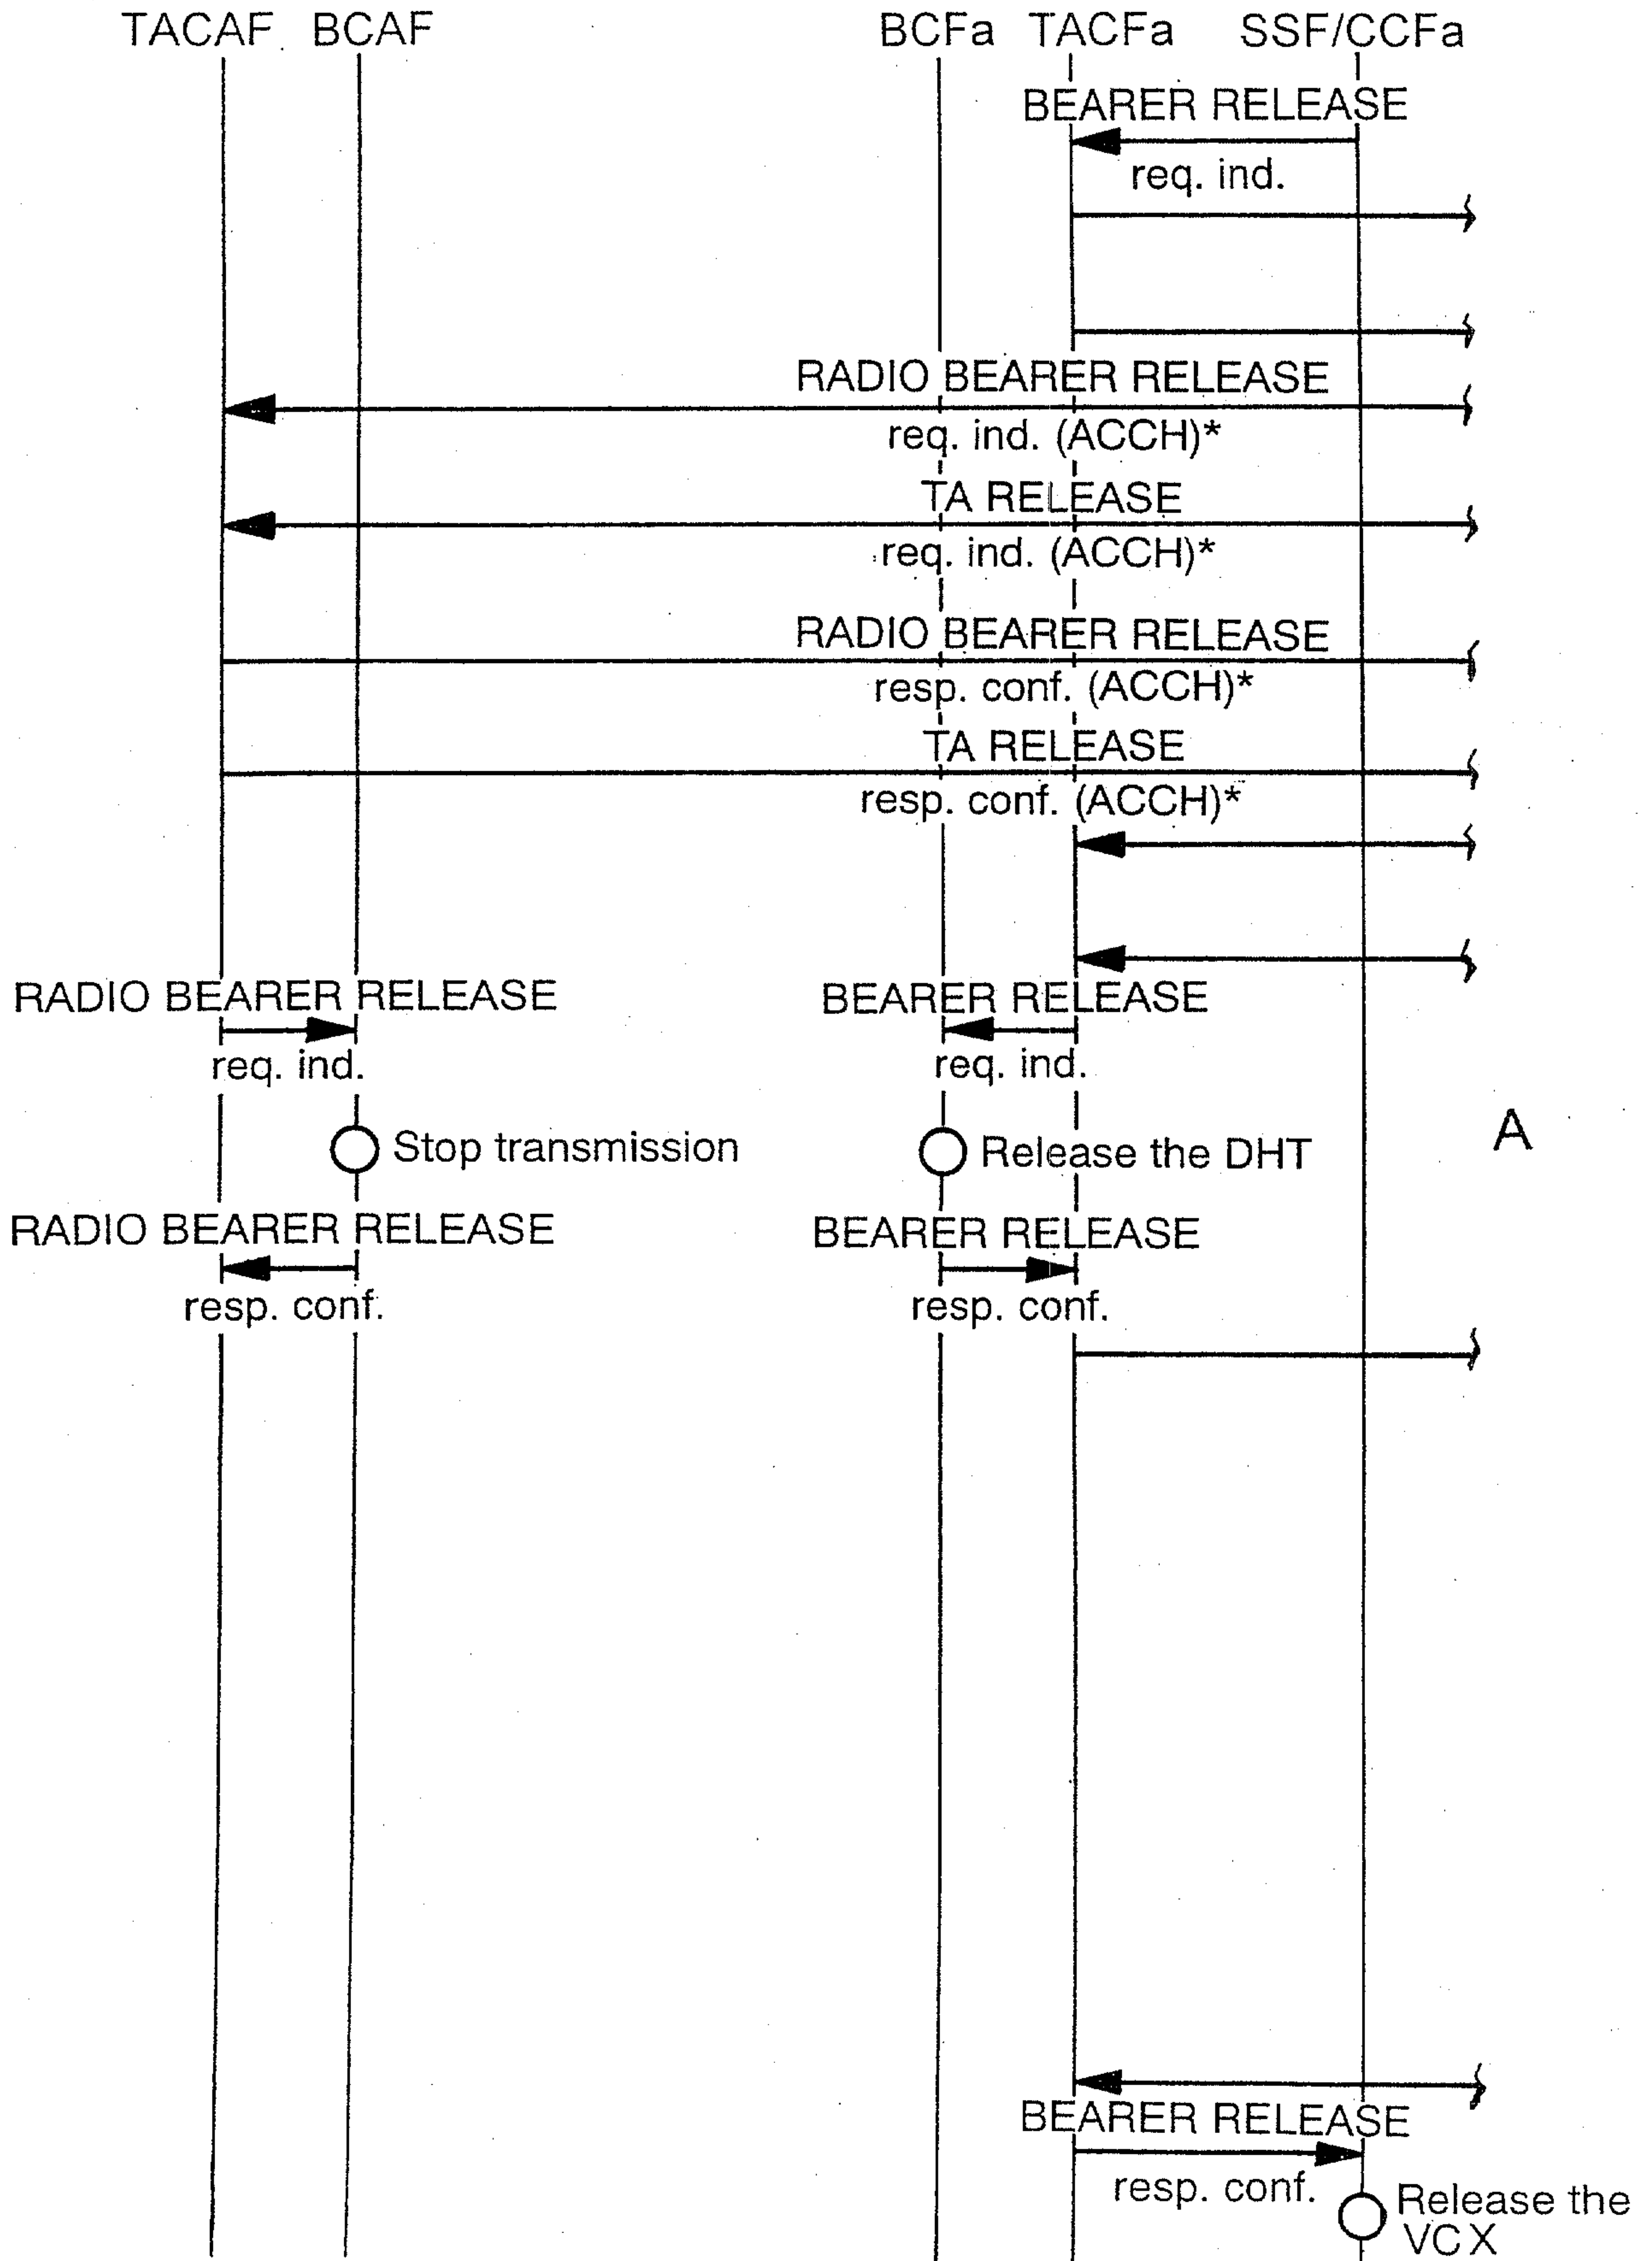 TACAF BCAF BCFa TACFa SSF/CCFa
BEARER RELEASE
req. ind.
RADIO BEARER RELEASE
req. ind. (ACCH)*
TA RELEASE
req. ind. (ACCH)*
RADIO BEARER RELEASE
resp. conf. (ACCH)*
TA RELEASE
resp. conf. (ACCH)*
RADIO BEARER RELEASE BEARER RELEASE
req. ind. req. ind.
A
Stop transmission Release the DHT
RADIO BEARER RELEASE BEARER RELEASE
resp. conf. resp. conf.
BEARER RELEASE
resp. conf.
Release the
VCX